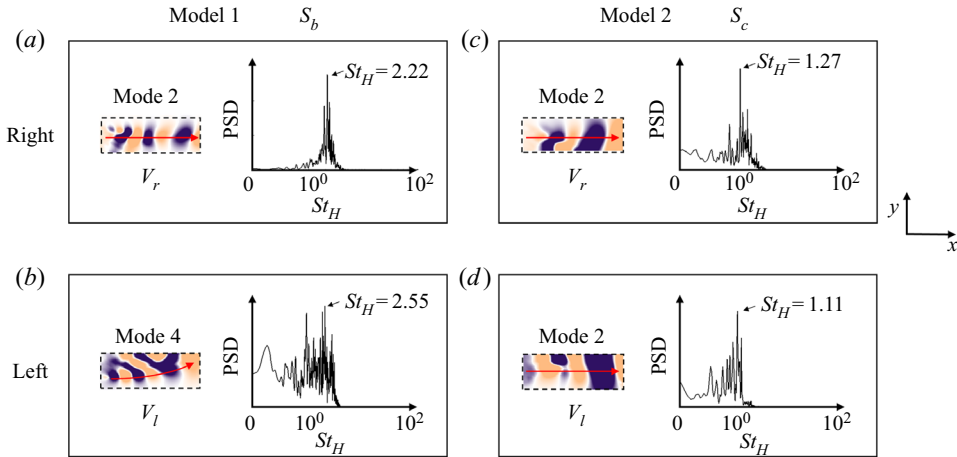 Model 1 S_b Model 2 S_c
(a)
Right
Mode 2
V_r
PSD
St_H = 2.22
0 10^0 10^2
St_H
(c)
Mode 2
V_r
PSD
St_H = 1.27
0 10^0 10^2
St_H
y
x
(b)
Left
Mode 4
V_l
PSD
St_H = 2.55
0 10^0 10^2
St_H
(d)
Mode 2
V_l
PSD
St_H = 1.11
0 10^0 10^2
St_H